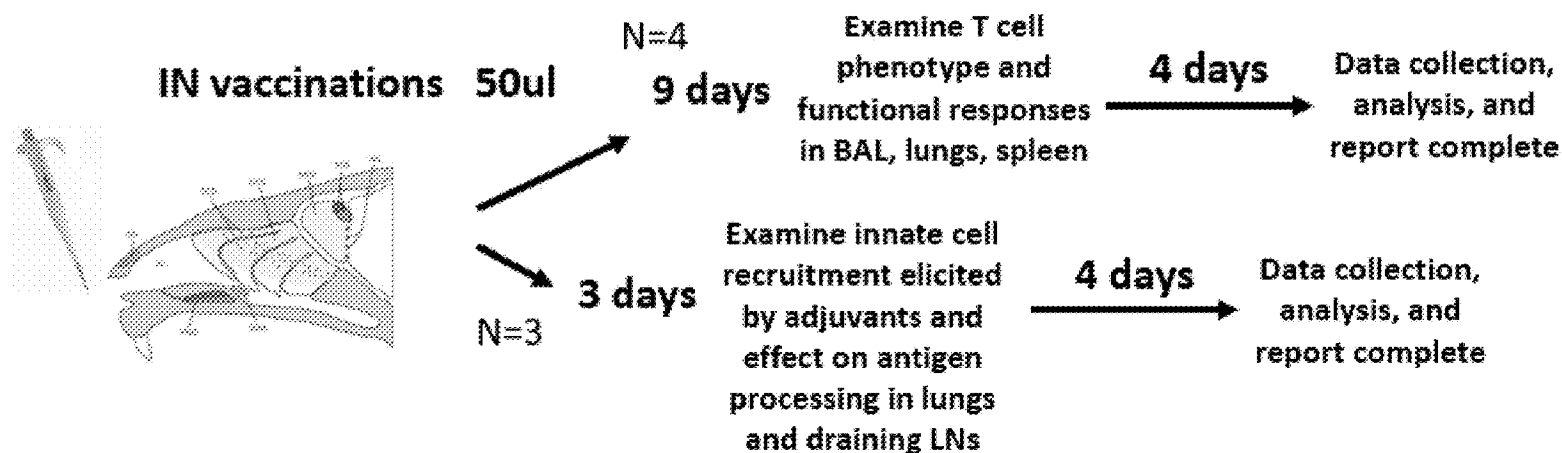 IN vaccinations 50ul
N=4
9 days
Examine T cell
phenotype and
functional responses
in BAL, lungs, spleen
4 days
Data collection,
analysis, and
report complete
N=3
3 days
Examine innate cell
recruitment elicited
by adjuvants and
effect on antigen
processing in lungs
and draining LNs
4 days
Data collection,
analysis, and
report complete